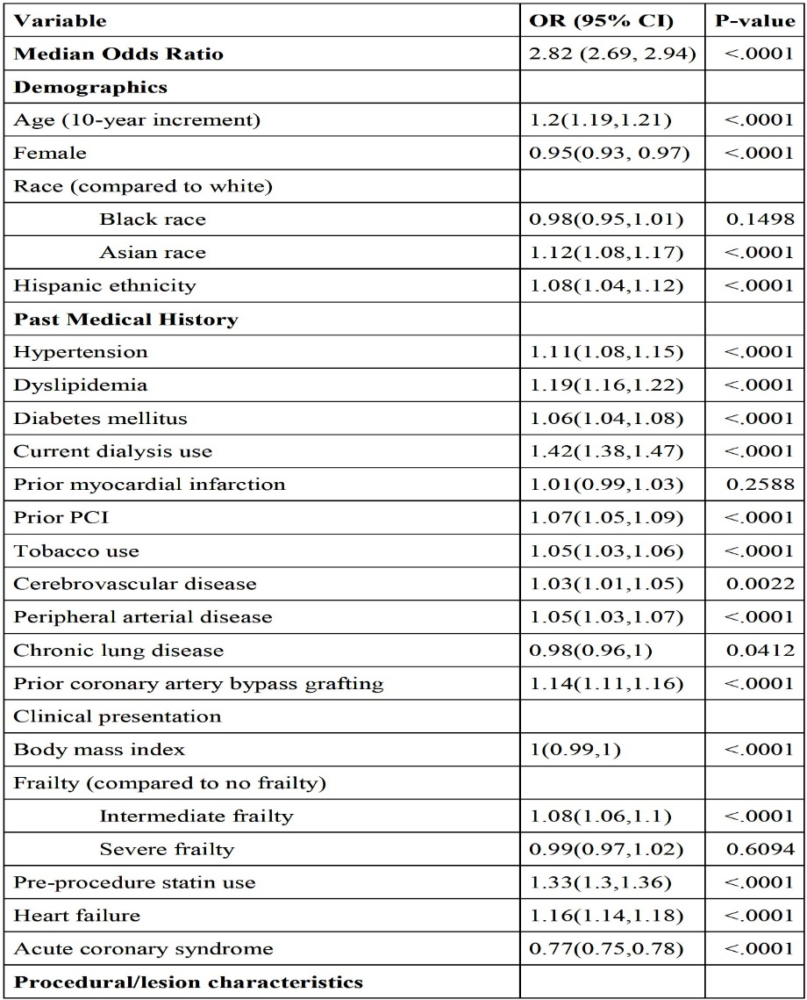 Variable OR (95% CI) P-value
Median Odds Ratio 2.82 (2.69, 2.94) <.0001
Demographics
Age (10-year increment) 1.2(1.19,1.21) <.0001
Female 0.95(0.93, 0.97) <.0001
Race (compared to white)
Black race 0.98(0.95,1.01) 0.1498
Asian race 1.12(1.08,1.17) <.0001
Hispanic ethnicity 1.08(1.04,1.12) <.0001
Past Medical History
Hypertension 1.11(1.08,1.15) <.0001
Dyslipidemia 1.19(1.16,1.22) <.0001
Diabetes mellitus 1.06(1.04,1.08) <.0001
Current dialysis use 1.42(1.38,1.47) <.0001
Prior myocardial infarction 1.01(0.99,1.03) 0.2588
Prior PCI 1.07(1.05,1.09) <.0001
Tobacco use 1.05(1.03,1.06) <.0001
Cerebrovascular disease 1.03(1.01,1.05) 0.0022
Peripheral arterial disease 1.05(1.03,1.07) <.0001
Chronic lung disease 0.98(0.96,1) 0.0412
Prior coronary artery bypass grafting 1.14(1.11,1.16) <.0001
Clinical presentation
Body mass index 1(0.99,1) <.0001
Frailty (compared to no frailty)
Intermediate frailty 1.08(1.06,1.1) <.0001
Severe frailty 0.99(0.97,1.02) 0.6094
Pre-procedure statin use 1.33(1.3,1.36) <.0001
Heart failure 1.16(1.14,1.18) <.0001
Acute coronary syndrome 0.77(0.75,0.78) <.0001
Procedural/lesion characteristics